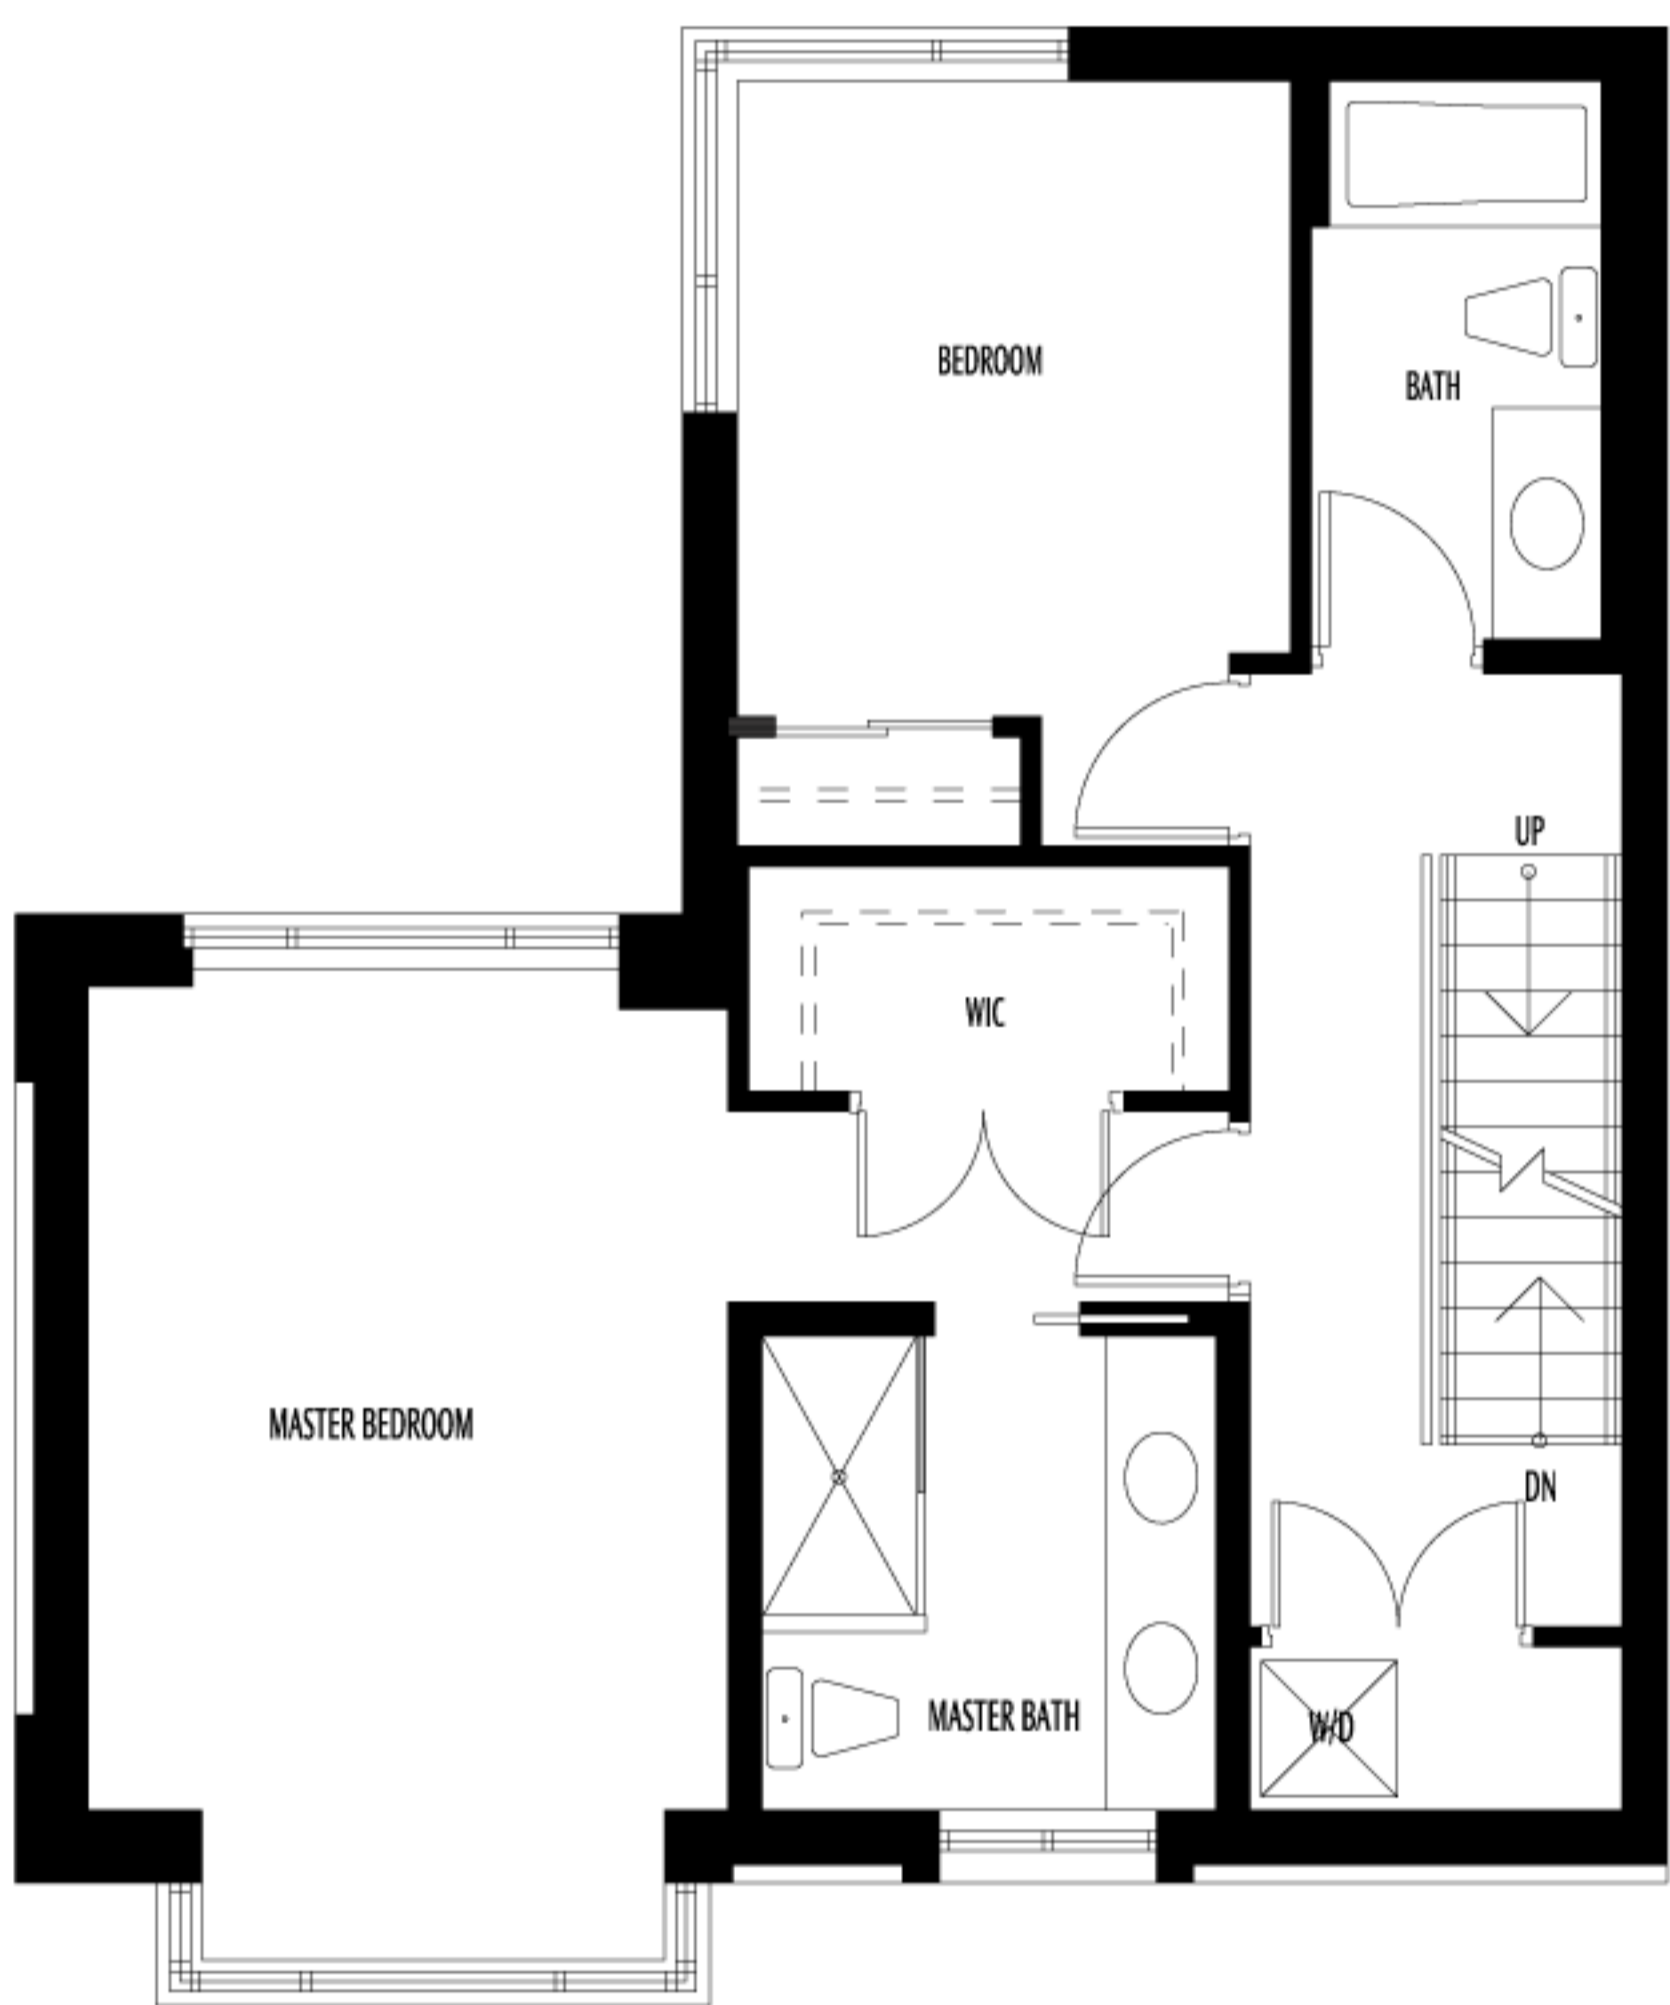 BEDROOM
BATH
UP
WIC
MASTER BEDROOM
DN
MASTER BATH
W/D